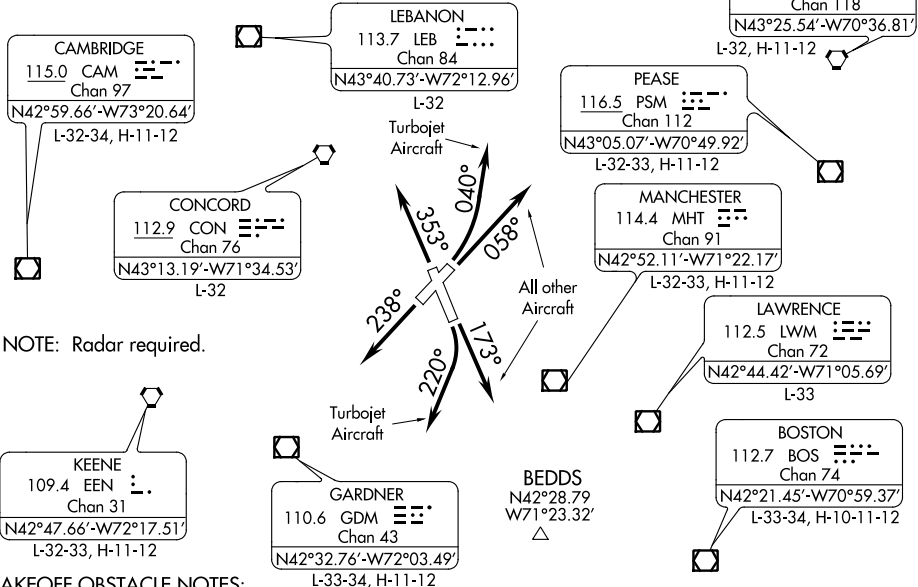 Chan 118
N43°25.54'-W70°36.81'
L-32, H-11-12
LEBANON
113.7 LEB
Chan 84
N43°40.73'-W72°12.96'
L-32
CAMBRIDGE
115.0 CAM
Chan 97
N42°59.66'-W73°20.64'
L-32-34, H-11-12
PEASE
116.5 PSM
Chan 112
N43°05.07'-W70°49.92'
L-32-33, H-11-12
Turbojet
Aircraft
CONCORD
112.9 CON
Chan 76
N43°13.19'-W71°34.53'
L-32
353°
040°
058°
238°
220°
173°
All other
Aircraft
MANCHESTER
114.4 MHT
Chan 91
N42°52.11'-W71°22.17'
L-32-33, H-11-12
NOTE: Radar required.
LAWRENCE
112.5 LWM
Chan 72
N42°44.42'-W71°05.69'
L-33
Turbojet
Aircraft
KEENE
109.4 EEN
Chan 31
N42°47.66'-W72°17.51'
L-32-33, H-11-12
GARDNER
110.6 GDM
Chan 43
N42°32.76'-W72°03.49'
L-33-34, H-11-12
BEDDS
N42°28.79
W71°23.32'
BOSTON
112.7 BOS
Chan 74
N42°21.45'-W70°59.37'
L-33-34, H-10-11-12
AKEOFF OBSTACLE NOTES: